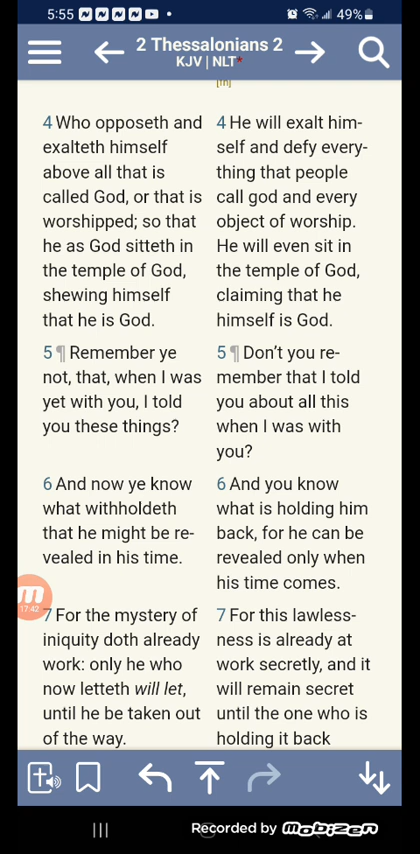 5:55
49%
2 Thessalonians 2
KJV | NLT*
[fn]
4 Who opposeth and
exalteth himself
above all that is
called God, or that is
worshipped; so that
he as God sitteth in
the temple of God,
shewing himself
that he is God.
4 He will exalt him-
self and defy every-
thing that people
call god and every
object of worship.
He will even sit in
the temple of God,
claiming that he
himself is God.
5 ¶ Remember ye
not, that, when I was
yet with you, I told
you these things?
5 ¶ Don't you re-
member that I told
you about all this
when I was with
you?
6 And now ye know
what withholdeth
that he might be re-
vealed in his time.
6 And you know
what is holding him
back, for he can be
revealed only when
his time comes.
17:42
7 For the mystery of
iniquity doth already
work: only he who
now letteth will let,
until he be taken out
of the way.
7 For this lawless-
ness is already at
work secretly, and it
will remain secret
until the one who is
holding it back
Recorded by Mobizen